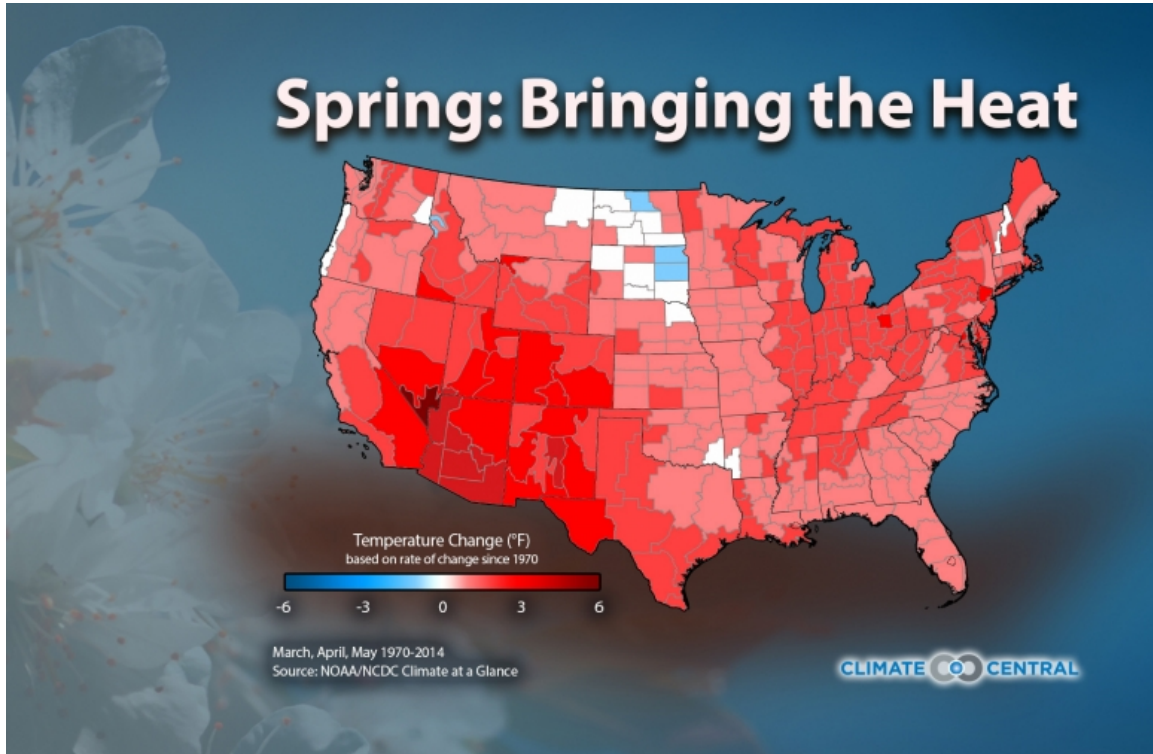 Spring: Bringing the Heat
Temperature Change (°F)
based on rate of change since 1970
-6 -3 0 3 6
March, April, May 1970-2014
Source: NOAA/NCDC Climate at a Glance
CLIMATE CENTRAL